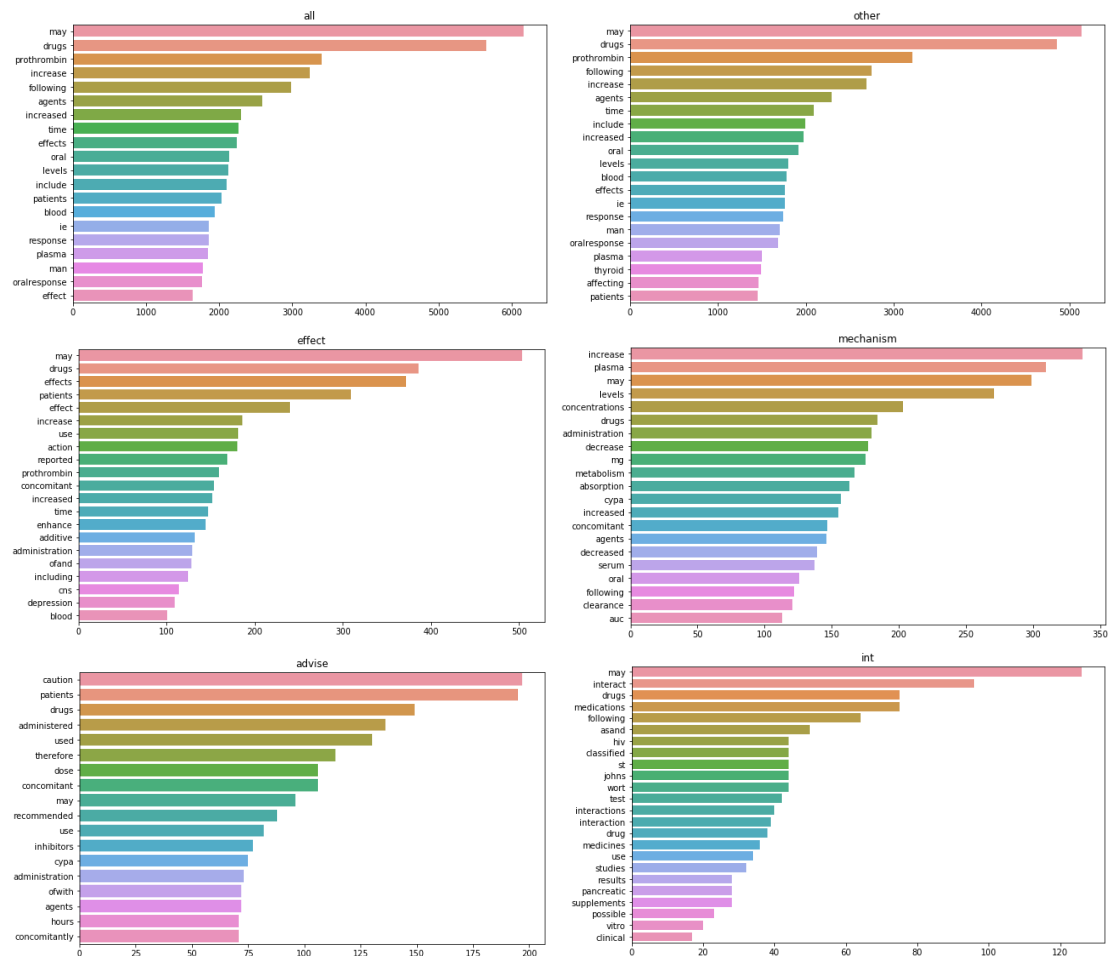 all
may
drugs
prothrombin
increase
following
agents
increased
time
effects
oral
levels
include
patients
blood
ie
response
plasma
man
oralresponse
effect
0 1000 2000 3000 4000 5000 6000
other
may
drugs
prothrombin
following
increase
agents
time
include
increased
oral
levels
blood
effects
ie
response
man
oralresponse
plasma
thyroid
affecting
patients
0 1000 2000 3000 4000 5000
effect
may
drugs
effects
patients
effect
increase
use
action
reported
prothrombin
concomitant
increased
time
enhance
additive
administration
ofand
including
cns
depression
blood
0 100 200 300 400 500
mechanism
increase
plasma
may
levels
concentrations
drugs
administration
decrease
mg
metabolism
absorption
cypa
increased
concomitant
agents
decreased
serum
oral
following
clearance
auc
0 50 100 150 200 250 300 350
advise
caution
patients
drugs
administered
used
therefore
dose
concomitant
may
recommended
use
inhibitors
cypa
administration
ofwith
agents
hours
concomitantly
0 25 50 75 100 125 150 175 200
int
may
interact
drugs
medications
following
asand
hiv
classified
st
johns
wort
test
interactions
interaction
drug
medicines
use
studies
results
pancreatic
supplements
possible
vitro
clinical
0 20 40 60 80 100 120